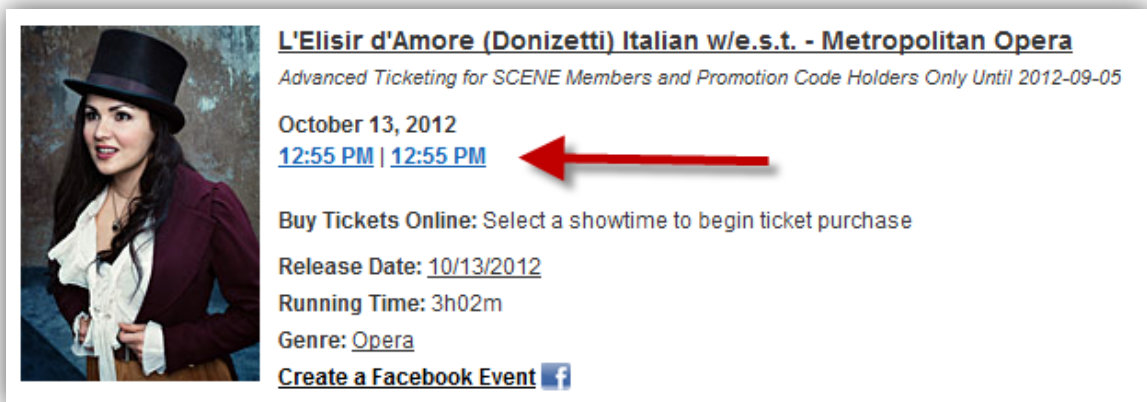 L'Elisir d'Amore (Donizetti) Italian w/e.s.t. - Metropolitan Opera
Advanced Ticketing for SCENE Members and Promotion Code Holders Only Until 2012-09-05
October 13, 2012
12:55 PM | 12:55 PM
Buy Tickets Online: Select a showtime to begin ticket purchase
Release Date: 10/13/2012
Running Time: 3h02m
Genre: Opera
Create a Facebook Event f